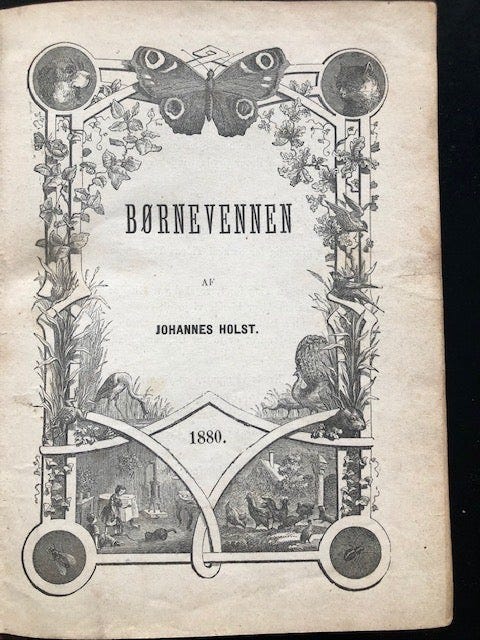 BØRNEVENNEN
AF
JOHANNES HOLST.
1880.